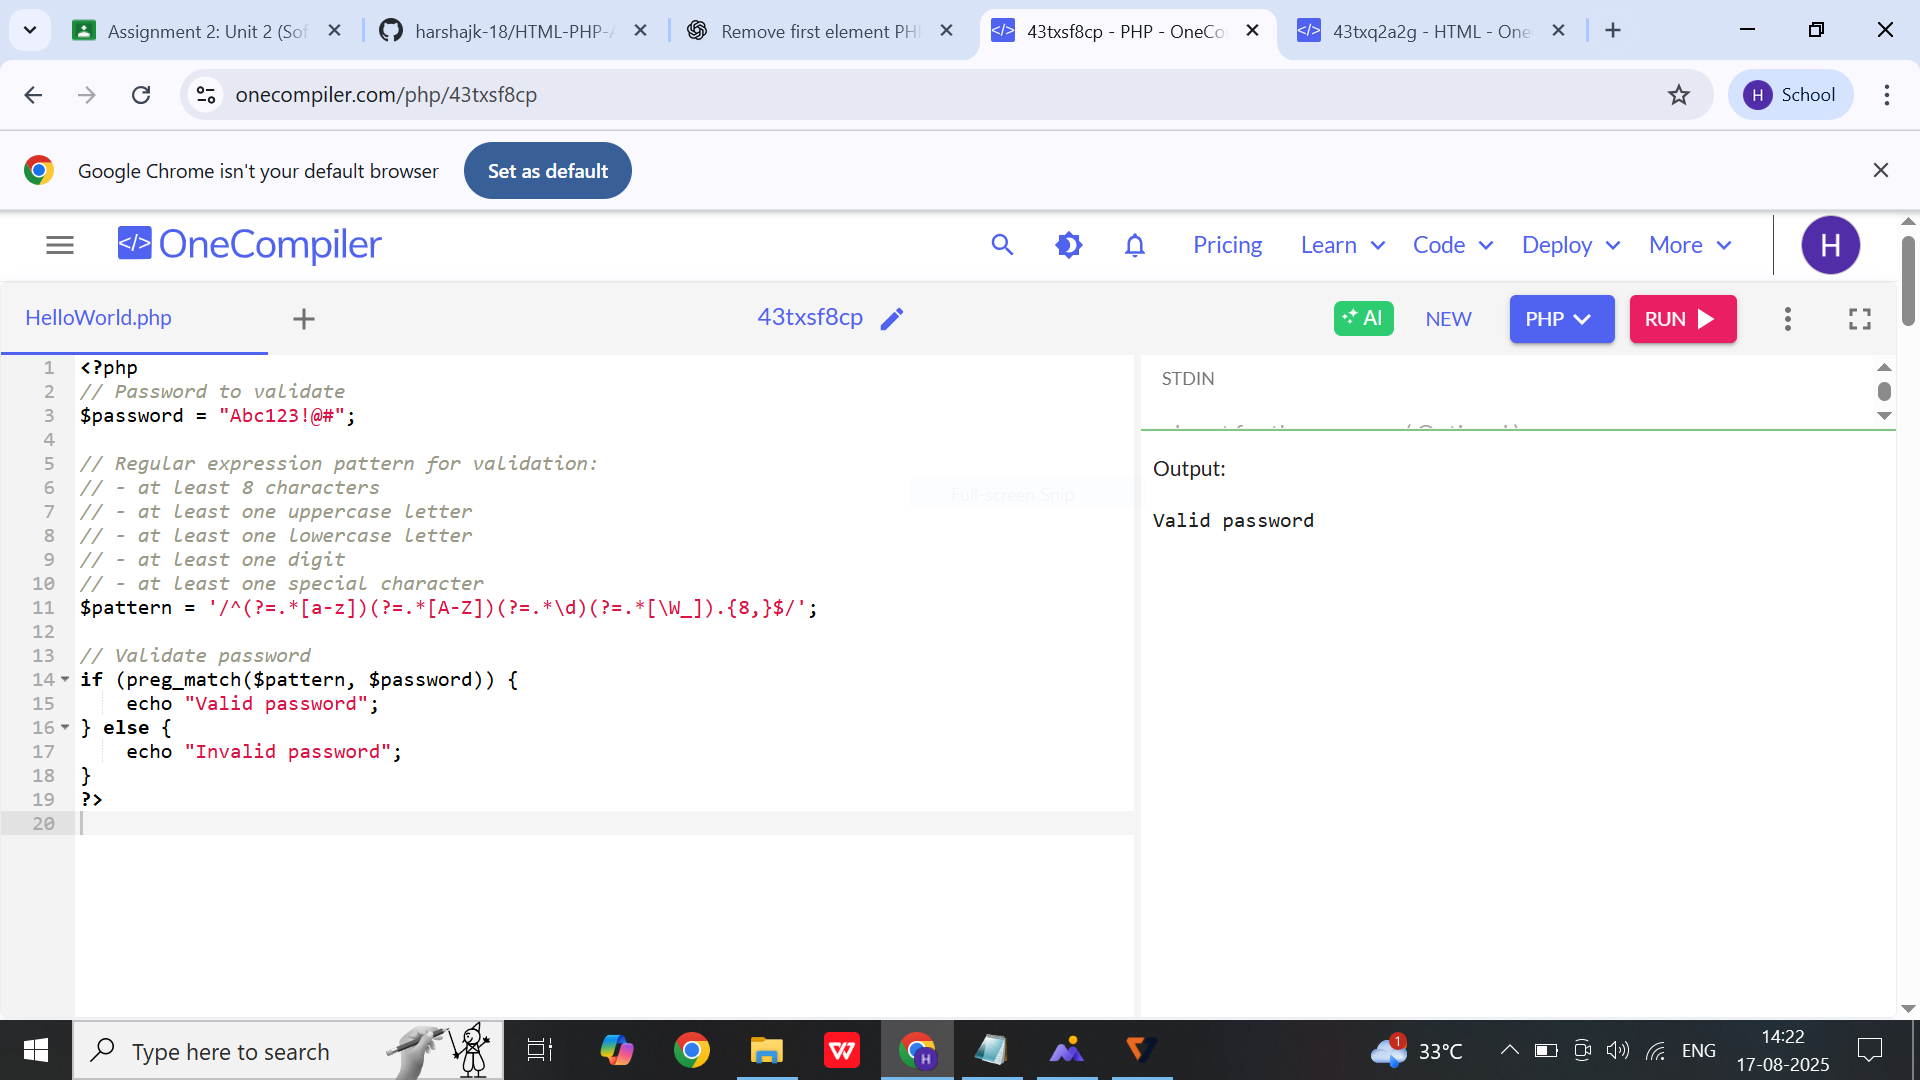 Assignment 2: Unit 2 (Sof
harshajk-18/HTML-PHP-A
Remove first element PHP
43txsf8cp - PHP - OneCo
43txq2a2g - HTML - One
onecompiler.com/php/43txsf8cp
H
School
Google Chrome isn't your default browser
Set as default
</> OneCompiler
Pricing
Learn
Code
Deploy
More
H
HelloWorld.php
43txsf8cp
AI
NEW
PHP
RUN
1 <?php
2 // Password to validate
3 $password = "Abc123!@#";
4
5 // Regular expression pattern for validation:
6 // - at least 8 characters
7 // - at least one uppercase letter
8 // - at least one lowercase letter
9 // - at least one digit
10 // - at least one special character
11 $pattern = '/^(?=.*[a-z])(?=.*[A-Z])(?=.*\d)(?=.*[\W_]).{8,}$/';
12
13 // Validate password
14 if (preg_match($pattern, $password)) {
15 echo "Valid password";
16 } else {
17 echo "Invalid password";
18 }
19 ?>
20
STDIN
Output:
Valid password
Full-screen Snip
Type here to search
W
H
1
33°C
ENG
14:22
17-08-2025